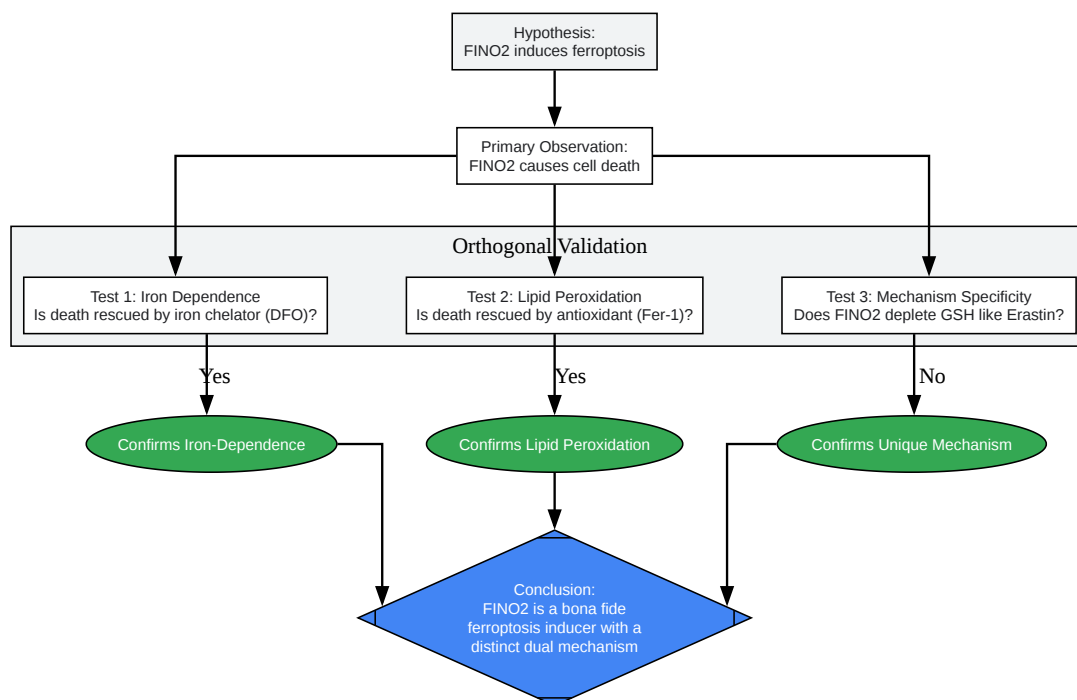 Hypothesis:
FINO2 induces ferroptosis
Primary Observation:
FINO2 causes cell death
Orthogonal Validation
Test 1: Iron Dependence
Is death rescued by iron chelator (DFO)?
Test 2: Lipid Peroxidation
Is death rescued by antioxidant (Fer-1)?
Test 3: Mechanism Specificity
Does FINO2 deplete GSH like Erastin?
Yes
Yes
No
Confirms Iron-Dependence
Confirms Lipid Peroxidation
Confirms Unique Mechanism
Conclusion:
FINO2 is a bona fide
ferroptosis inducer with a
distinct dual mechanism